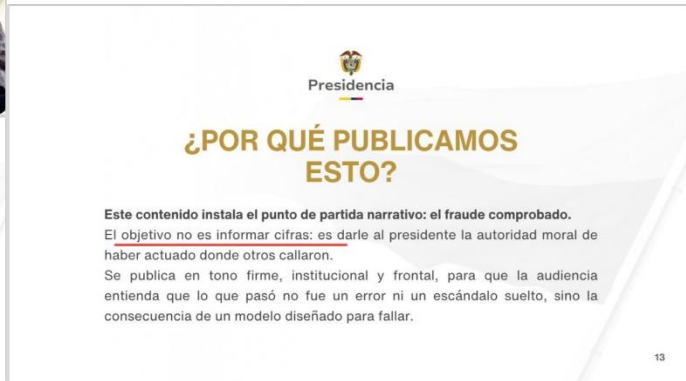 Presidencia
¿POR QUÉ PUBLICAMOS
ESTO?
Este contenido instala el punto de partida narrativo: el fraude comprobado.
El objetivo no es informar cifras: es darle al presidente la autoridad moral de
haber actuado donde otros callaron.
Se publica en tono firme, institucional y frontal, para que la audiencia
entienda que lo que pasó no fue un error ni un escándalo suelto, sino la
consecuencia de un modelo diseñado para fallar.
13